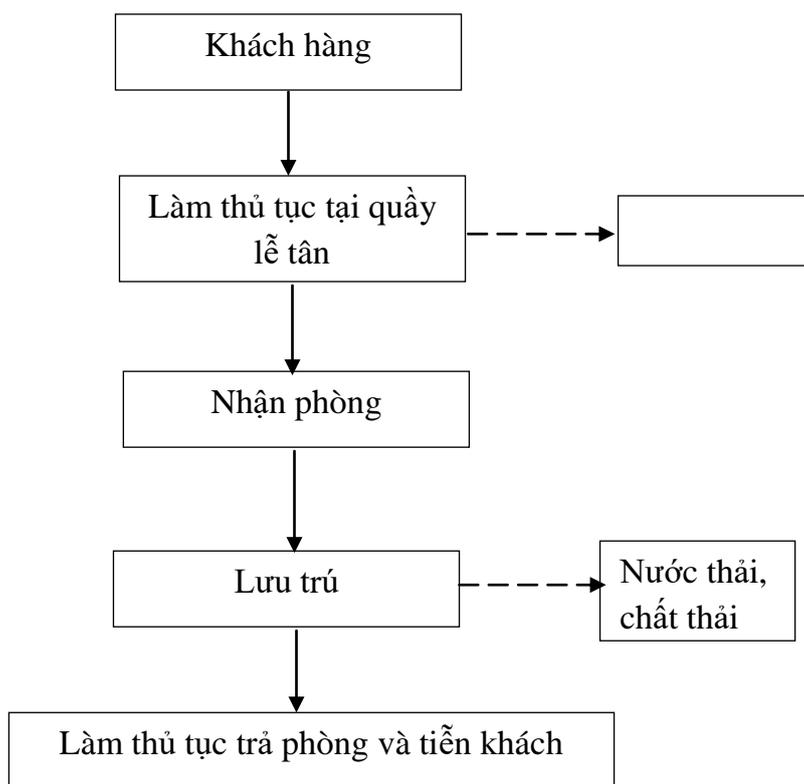 Khách hàng
Làm thủ tục tại quầy
lễ tân
Nhận phòng
Lưu trú
Nước thải,
chất thải
Làm thủ tục trả phòng và tiễn khách